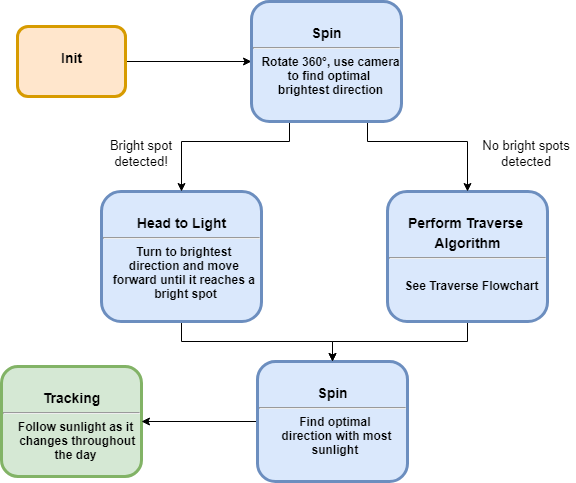 Init
Spin
Rotate 360°, use camera
to find optimal
brightest direction
Bright spot
detected!
No bright spots
detected
Head to Light
Turn to brightest
direction and move
forward until it reaches a
bright spot
Perform Traverse
Algorithm
See Traverse Flowchart
Tracking
Follow sunlight as it
changes throughout
the day
Spin
Find optimal
direction with most
sunlight